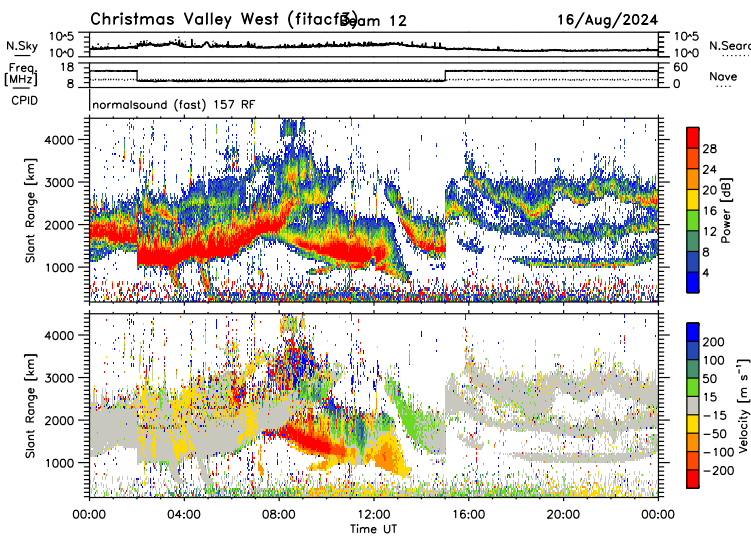 Christmas Valley West (fitacf3) Beam 12 16/Aug/2024
N.Sky 10^5 10^5 N.Searc
10^0 10^0
Freq 18 60 Nave
[MHz] 8 0
CPID normalsound (fast) 157 RF
Slant Range [km]
4000
3000
2000
1000
Power [dB]
28
24
20
16
12
8
4
Slant Range [km]
4000
3000
2000
1000
Velocity [m s⁻¹]
200
100
50
15
-15
-50
-100
-200
00:00 04:00 08:00 12:00 16:00 20:00 00:00
Time UT